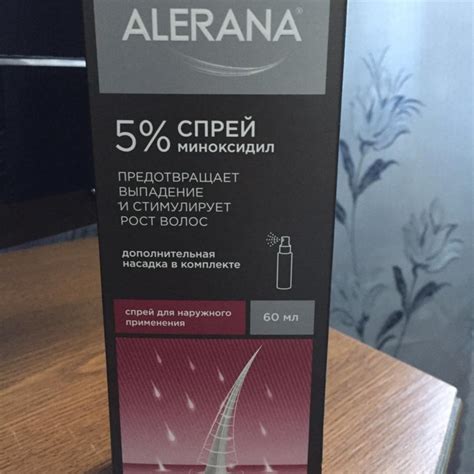 ALERANA®
5% СПРЕЙ
МИНОКСИДИЛ
ПРЕДОТВРАЩАЕТ
ВЫПАДЕНИЕ
И СТИМУЛИРУЕТ
РОСТ ВОЛОС
дополнительная
насадка в комплекте
спрей для наружного
применения
60 мл